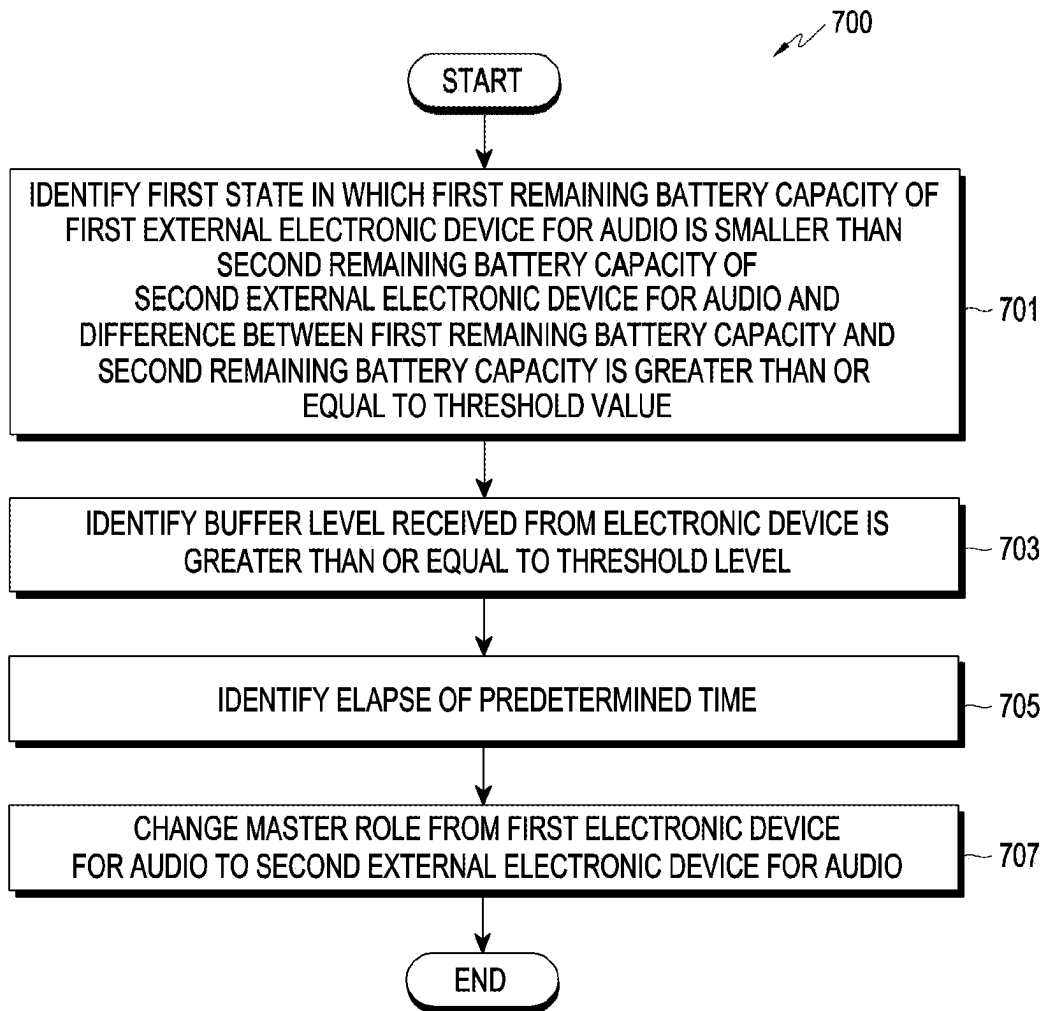 700
START
IDENTIFY FIRST STATE IN WHICH FIRST REMAINING BATTERY CAPACITY OF
FIRST EXTERNAL ELECTRONIC DEVICE FOR AUDIO IS SMALLER THAN
SECOND REMAINING BATTERY CAPACITY OF
SECOND EXTERNAL ELECTRONIC DEVICE FOR AUDIO AND
DIFFERENCE BETWEEN FIRST REMAINING BATTERY CAPACITY AND
SECOND REMAINING BATTERY CAPACITY IS GREATER THAN OR
EQUAL TO THRESHOLD VALUE
701
IDENTIFY BUFFER LEVEL RECEIVED FROM ELECTRONIC DEVICE IS
GREATER THAN OR EQUAL TO THRESHOLD LEVEL
703
IDENTIFY ELAPSE OF PREDETERMINED TIME
705
CHANGE MASTER ROLE FROM FIRST ELECTRONIC DEVICE
FOR AUDIO TO SECOND EXTERNAL ELECTRONIC DEVICE FOR AUDIO
707
END